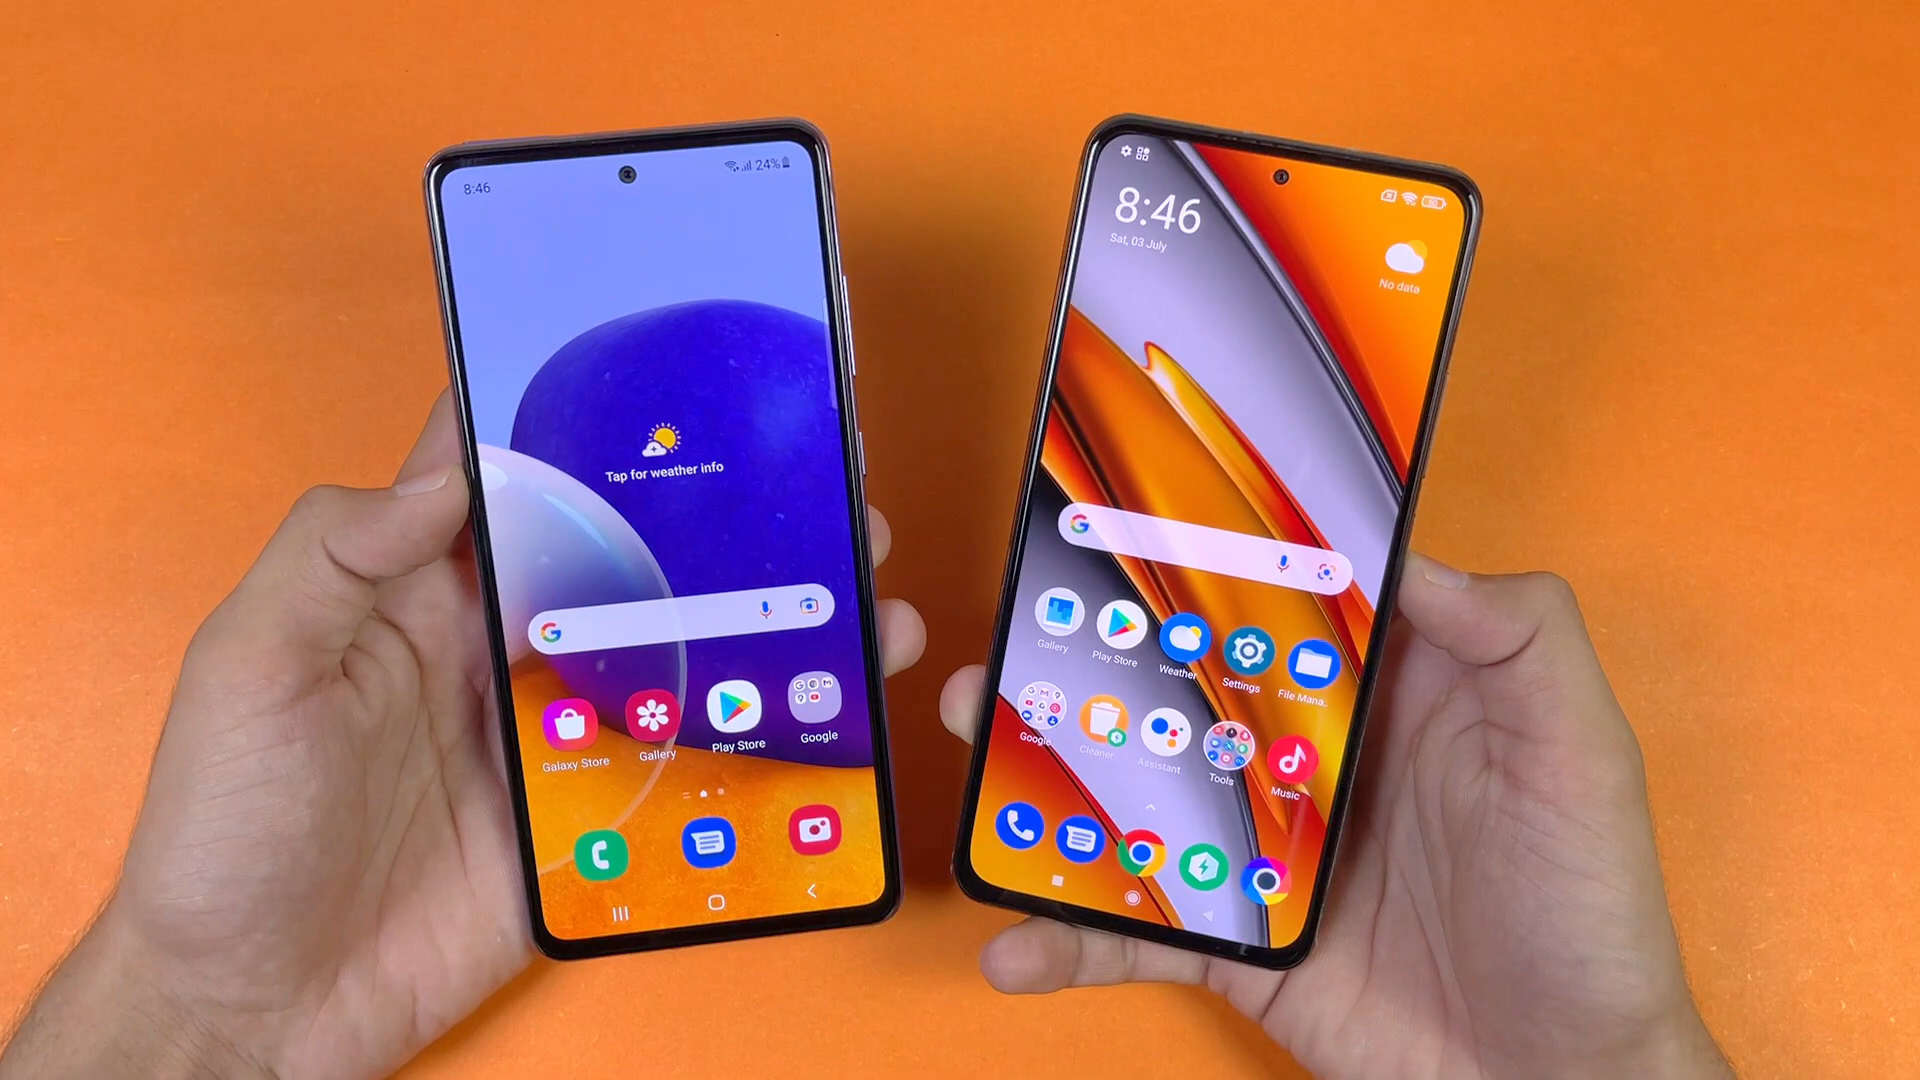 8:46
24%
Tap for weather info
Galaxy Store
Gallery
Play Store
Google
8:46
Sat, 03 July
50
No data
Gallery
Play Store
Weather
Settings
File Mana..
Google
Cleaner
Assistant
Tools
Music